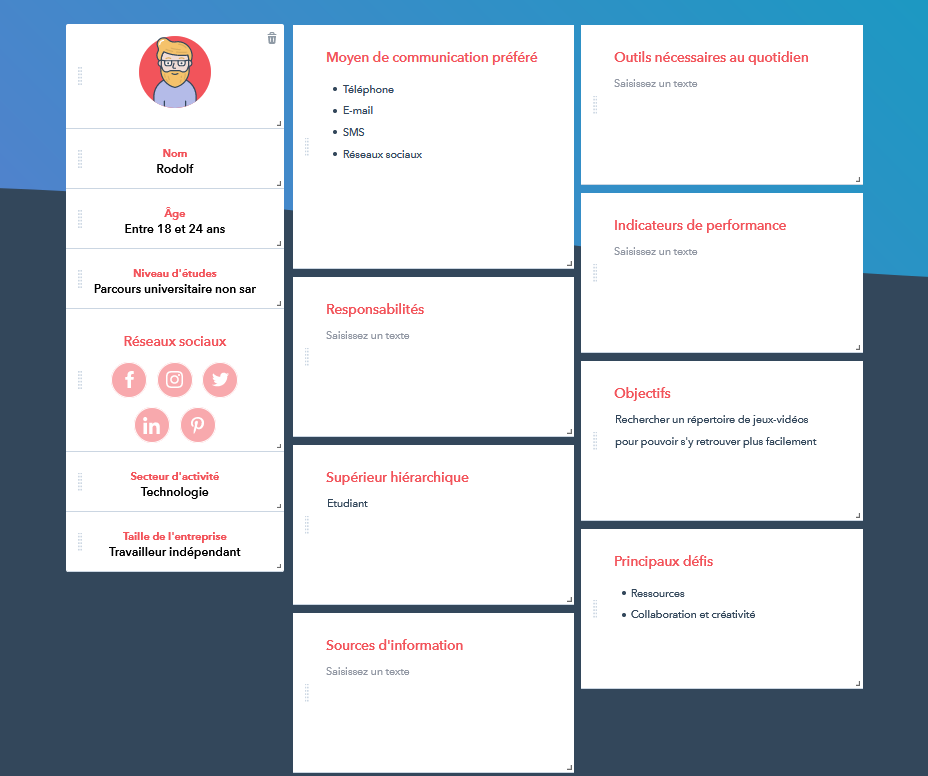 Nom
Rodolf
Âge
Entre 18 et 24 ans
Niveau d'études
Parcours universitaire non sar
Réseaux sociaux
Secteur d'activité
Technologie
Taille de l'entreprise
Travailleur indépendant
Moyen de communication préféré
Téléphone
E-mail
SMS
Réseaux sociaux
Responsabilités
Saisissez un texte
Supérieur hiérarchique
Etudiant
Sources d'information
Saisissez un texte
Outils nécessaires au quotidien
Saisissez un texte
Indicateurs de performance
Saisissez un texte
Objectifs
Rechercher un répertoire de jeux-vidéos
pour pouvoir s'y retrouver plus facilement
Principaux défis
Ressources
Collaboration et créativité